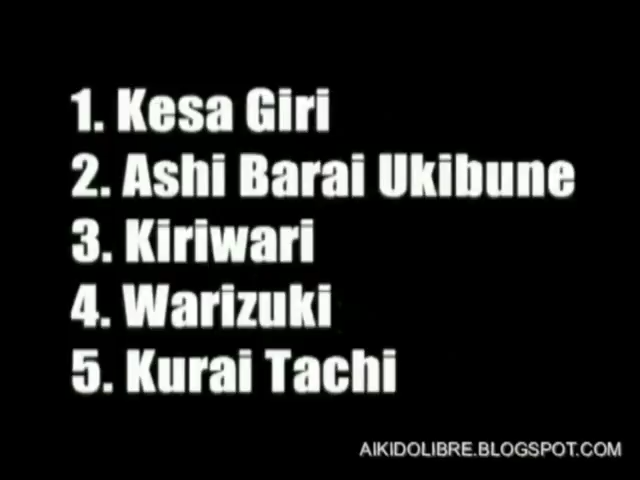 1. Kesa Giri
2. Ashi Barai Ukibune
3. Kiriwari
4. Warizuki
5. Kurai Tachi
AIKIDOLIBRE.BLOGSPOT.COM